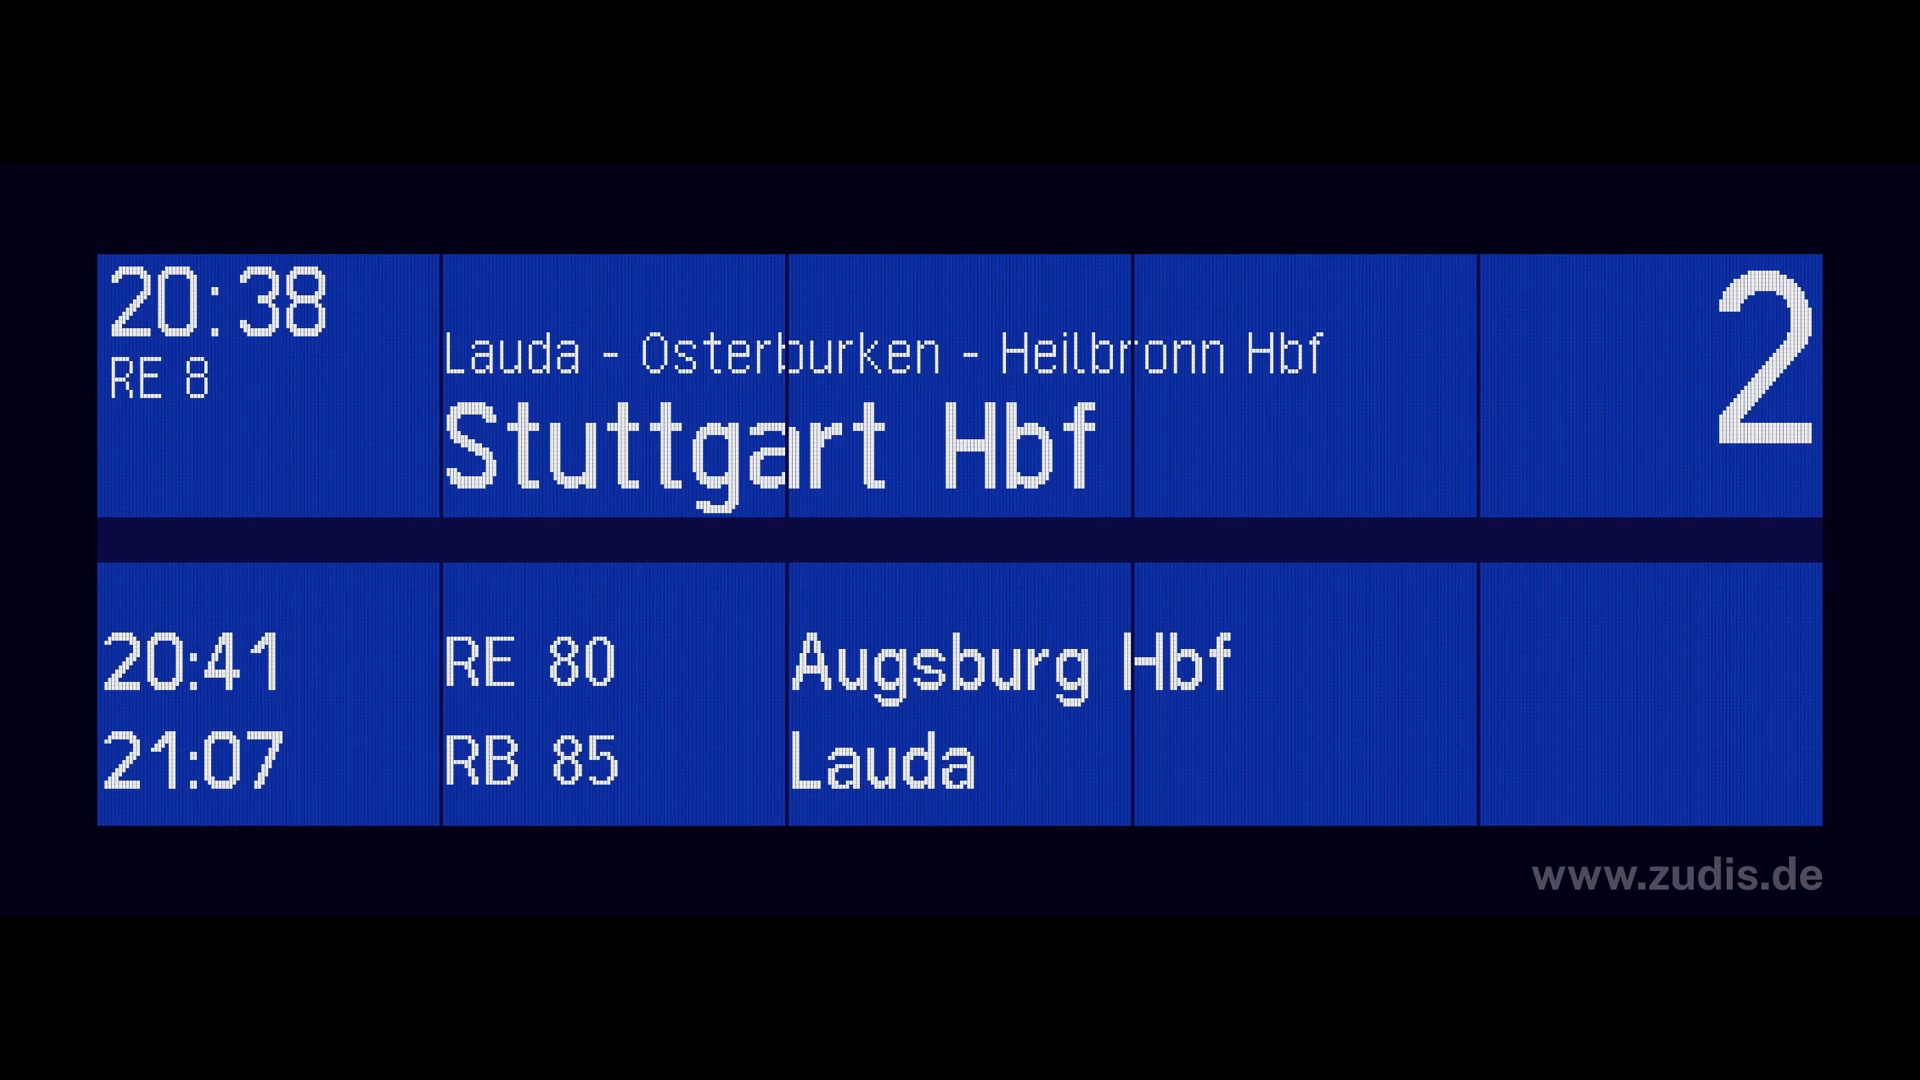 20:38
RE 8
Lauda - Osterburken - Heilbronn Hbf
Stuttgart Hbf
2
20:41 RE 80 Augsburg Hbf
21:07 RB 85 Lauda
www.zudis.de